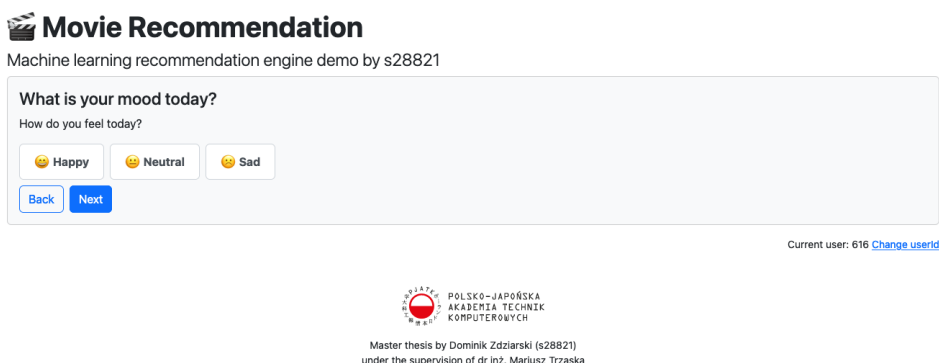 🎬 Movie Recommendation
Machine learning recommendation engine demo by s28821
What is your mood today?
How do you feel today?
😀 Happy 😐 Neutral 🙁 Sad
Back Next
Current user: 616 Change userId
POLSKO-JAPOŃSKA
AKADEMIA TECHNIK
KOMPUTEROWYCH
Master thesis by Dominik Zdziarski (s28821)
under the supervision of dr inż. Mariusz Trzaska